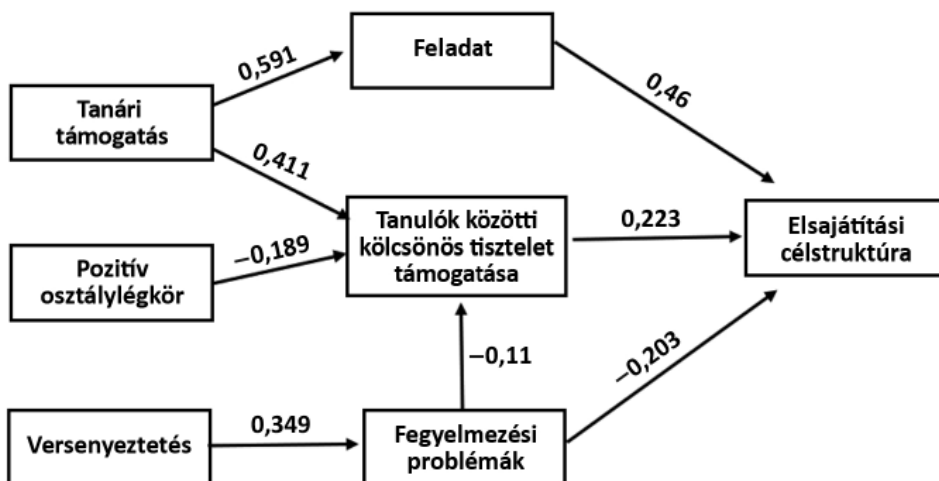 Feladat
0,591
0,46
Tanári
támogatás
0,411
Tanulók közötti
kölcsönös tisztelet
támogatása
0,223
Elsajátítási
célstruktúra
−0,189
Pozitív
osztálylégkör
−0,11
−0,203
Versenyeztetés
0,349
Fegyelmezési
problémák